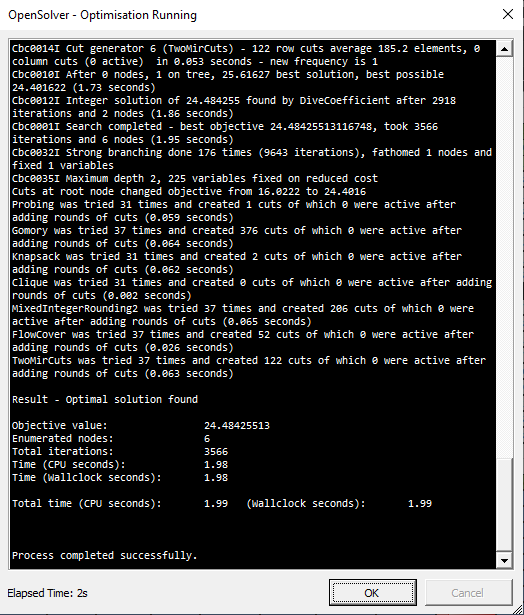 OpenSolver - Optimisation Running
Cbc0014I Cut generator 6 (TwoMirCuts) - 122 row cuts average 185.2 elements, 0
column cuts (0 active)  in 0.053 seconds - new frequency is 1
Cbc0010I After 0 nodes, 1 on tree, 25.61627 best solution, best possible
24.401622 (1.73 seconds)
Cbc0012I Integer solution of 24.484255 found by DiveCoefficient after 2918
iterations and 2 nodes (1.86 seconds)
Cbc0001I Search completed - best objective 24.48425513116748, took 3566
iterations and 6 nodes (1.95 seconds)
Cbc0032I Strong branching done 176 times (9643 iterations), fathomed 1 nodes and
fixed 1 variables
Cbc0035I Maximum depth 2, 225 variables fixed on reduced cost
Cuts at root node changed objective from 16.0222 to 24.4016
Probing was tried 31 times and created 1 cuts of which 0 were active after
adding rounds of cuts (0.059 seconds)
Gomory was tried 37 times and created 376 cuts of which 0 were active after
adding rounds of cuts (0.064 seconds)
Knapsack was tried 31 times and created 2 cuts of which 0 were active after
adding rounds of cuts (0.062 seconds)
Clique was tried 31 times and created 0 cuts of which 0 were active after adding
rounds of cuts (0.002 seconds)
MixedIntegerRounding2 was tried 37 times and created 206 cuts of which 0 were
active after adding rounds of cuts (0.065 seconds)
FlowCover was tried 37 times and created 52 cuts of which 0 were active after
adding rounds of cuts (0.026 seconds)
TwoMirCuts was tried 37 times and created 122 cuts of which 0 were active after
adding rounds of cuts (0.063 seconds)
Result - Optimal solution found
Objective value: 24.48425513
Enumerated nodes: 6
Total iterations: 3566
Time (CPU seconds): 1.98
Time (Wallclock seconds): 1.98
Total time (CPU seconds): 1.99 (Wallclock seconds): 1.99
Process completed successfully.
Elapsed Time: 2s
OK
Cancel